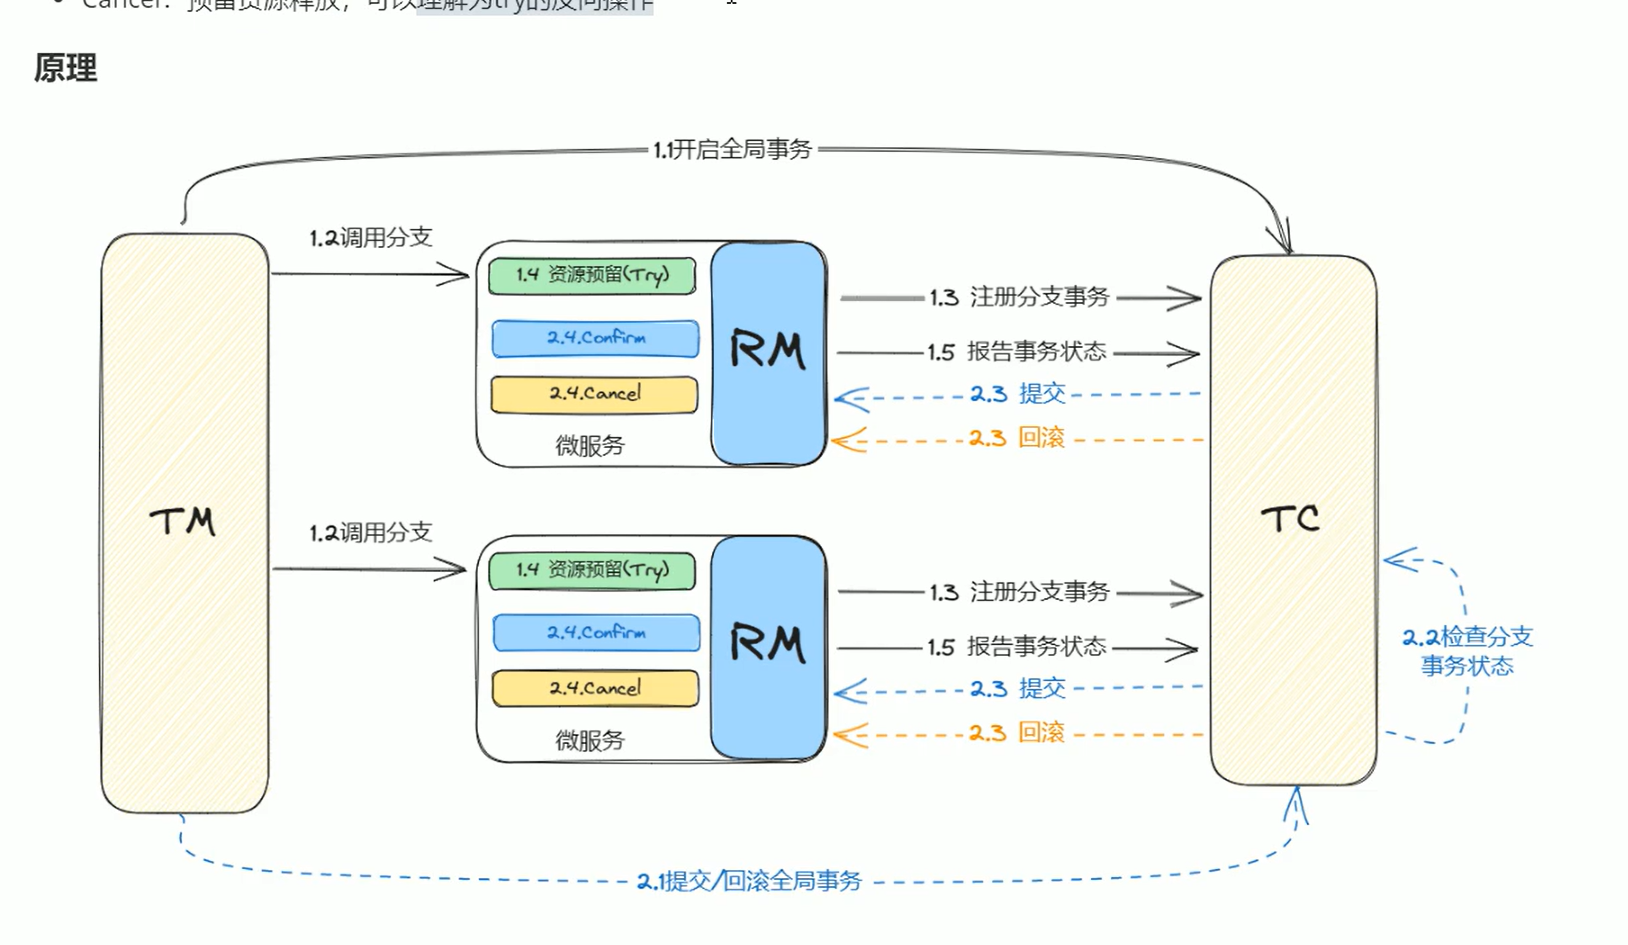 Cancel：预留资源释放，可以理解为try的反向操作
原理
1.1开启全局事务
1.2调用分支
1.4 资源预留(Try)
2.4.Confirm
2.4.Cancel
微服务
RM
1.3 注册分支事务
1.5 报告事务状态
2.3 提交
2.3 回滚
TM
TC
1.2调用分支
1.4 资源预留(Try)
2.4.Confirm
2.4.Cancel
微服务
RM
1.3 注册分支事务
1.5 报告事务状态
2.3 提交
2.3 回滚
2.2检查分支
事务状态
2.1提交/回滚全局事务